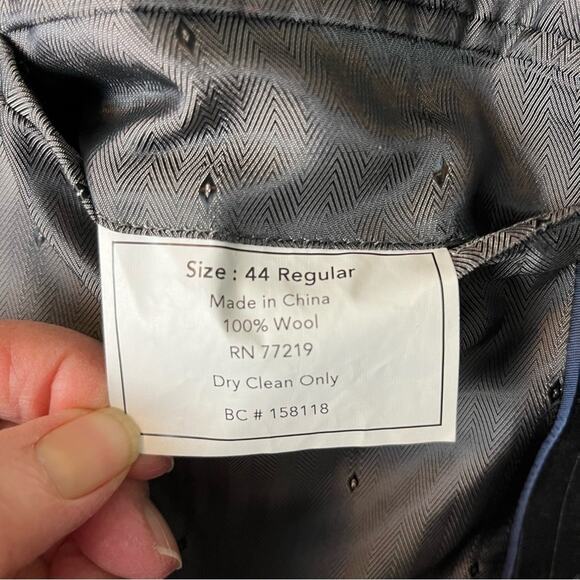 Size : 44 Regular
Made in China
100% Wool
RN 77219
Dry Clean Only
BC # 158118